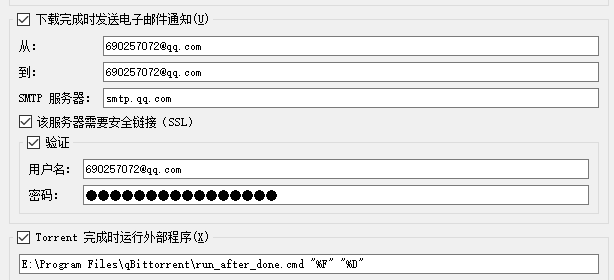 下载完成时发送电子邮件通知(U)
从:
690257072@qq.com
到:
690257072@qq.com
SMTP 服务器:
smtp.qq.com
该服务器需要安全链接（SSL）
验证
用户名:
690257072@qq.com
密码:
●●●●●●●●●●●●●●●●
Torrent 完成时运行外部程序(X)
E:\Program Files\qBittorrent\run_after_done.cmd "%F" "%D"